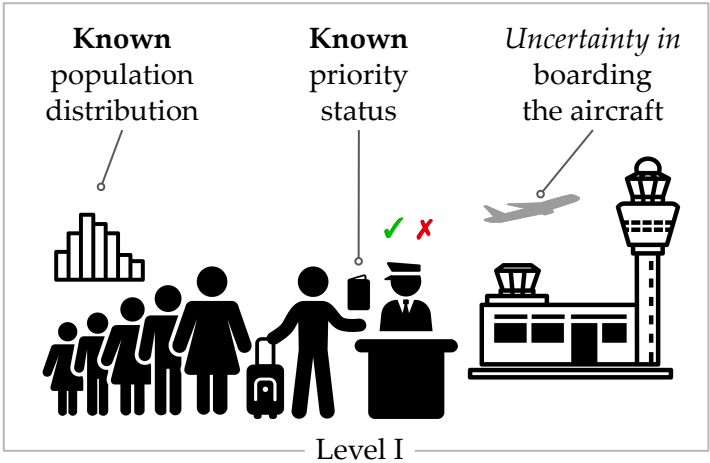 Known
population
distribution
Known
priority
status
Uncertainty in
boarding
the aircraft
Level I